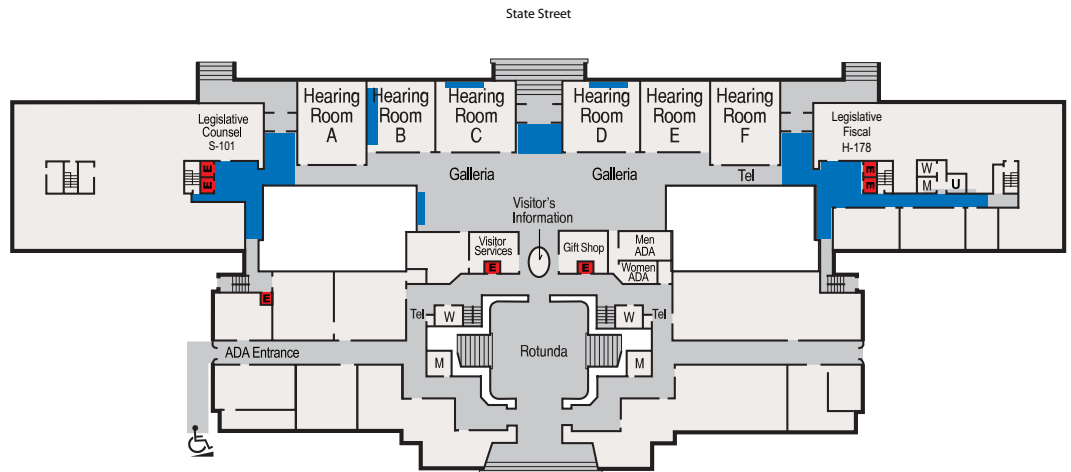 State Street
Hearing
Room
A
Hearing
Room
B
Hearing
Room
C
Hearing
Room
D
Hearing
Room
E
Hearing
Room
F
Legislative
Counsel
S-101
Legislative
Fiscal
H-178
E
E
E
E
W
M
U
Galleria
Galleria
Tel
Visitor's
Information
Visitor
Services
E
Gift Shop
E
Men
ADA
Women
ADA
E
Tel
W
W
Tel
ADA Entrance
M
Rotunda
M